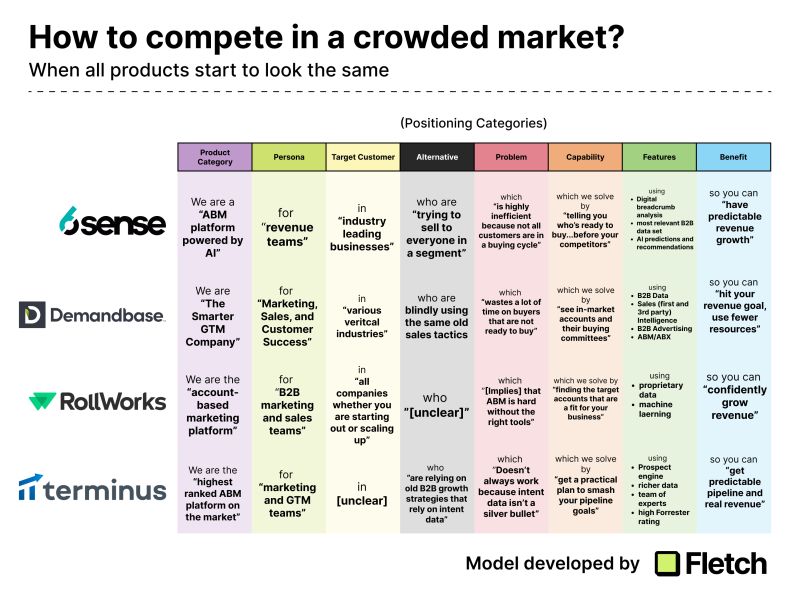 How to compete in a crowded market?
When all products start to look the same
(Positioning Categories)
Product
Category
Persona
Target Customer
Alternative
Problem
Capability
Features
Benefit
6sense
We are a
“ABM
platform
powered by
AI”
for
“revenue
teams”
in
“industry
leading
businesses”
who are
“trying to
sell to
everyone in
a segment”
which
“is highly
inefficient
because not all
customers are in
a buying cycle”
which we solve
by
“telling you
who’s ready to
buy...before your
competitors”
using
• Digital
breadcrumb
analysis
• most relevant B2B
data set
• AI predictions and
recommendations
so you can
“have
predictable
revenue
growth”
Demandbase
We are
“The
Smarter
GTM
Company”
for
“Marketing,
Sales, and
Customer
Success”
in
“various
veritcal
industries”
who are
blindly using
the same old
sales tactics
which
“wastes a lot of
time on buyers
that are not
ready to buy”
which we solve
by
“see in-market
accounts and
their buying
committees”
using
• B2B Data
• Sales (first and
3rd party)
Intelligence
• B2B Advertising
• ABM/ABX
so you can
“hit your
revenue goal,
use fewer
resources”
RollWorks
We are the
“account-
based
marketing
platform”
for
“B2B
marketing
and sales
teams”
in
“all
companies
whether you
are starting
out or scaling
up”
who
”[unclear]”
which
“[Implies] that
ABM is hard
without the
right tools”
which we solve by
“finding the target
accounts that are
a fit for your
business”
using
• proprietary
data
• machine
laerning
so you can
“confidently
grow
revenue”
terminus
We are the
“highest
ranked ABM
platform on
the market”
for
“marketing
and GTM
teams”
in
[unclear]
who
“are relying on
old B2B growth
strategies that
rely on intent
data”
which
“Doesn’t
always work
because intent
data isn’t a
silver bullet”
which we solve
by
“get a practical
plan to smash
your pipeline
goals”
using
• Prospect
engine
• richer data
• team of
experts
• high Forrester
rating
so you can
“get
predictable
pipeline and
real revenue”
Model developed by Fletch